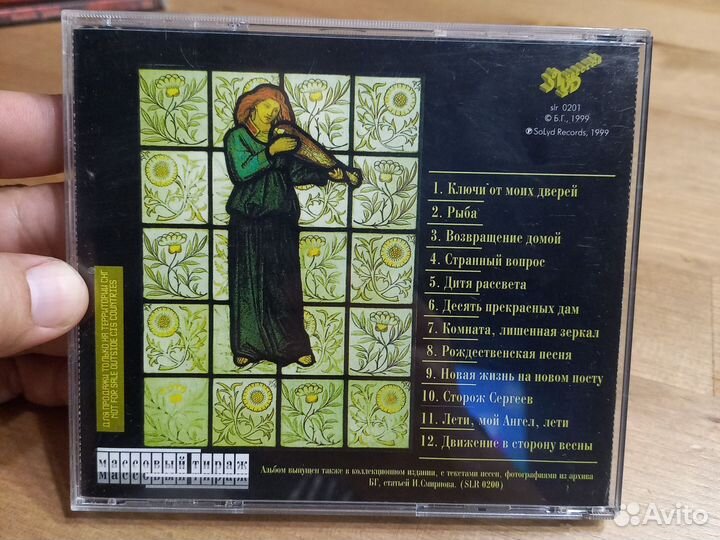 slr 0201
© Б.Г., 1999
℗ SoLyd Records, 1999
1. Ключи от моих дверей
2. Рыба
3. Возвращение домой
4. Странный вопрос
5. Дитя рассвета
6. Десять прекрасных дам
7. Комната, лишенная зеркал
8. Рождественская песня
9. Новая жизнь на новом посту
10. Сторож Сергеев
11. Лети, мой Ангел, лети
12. Движение в сторону весны
ДЛЯ ПРОДАЖИ ТОЛЬКО НА ТЕРРИТОРИИ СНГ
NOT FOR SALE OUTSIDE CIS COUNTRIES
массовый тираж
Альбом выпущен также в коллекционном издании, с текстами песен, фотографиями из архива
БГ, статьей И.Смирнова. (SLR 0200)
Avito